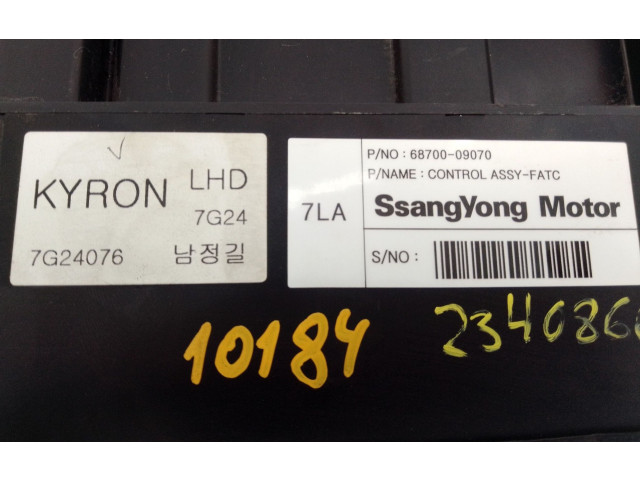 KYRON LHD
7G24
7G24076 남정길
P/NO : 68700-09070
P/NAME : CONTROL ASSY-FATC
7LA SsangYong Motor
S/NO :
10184
234086